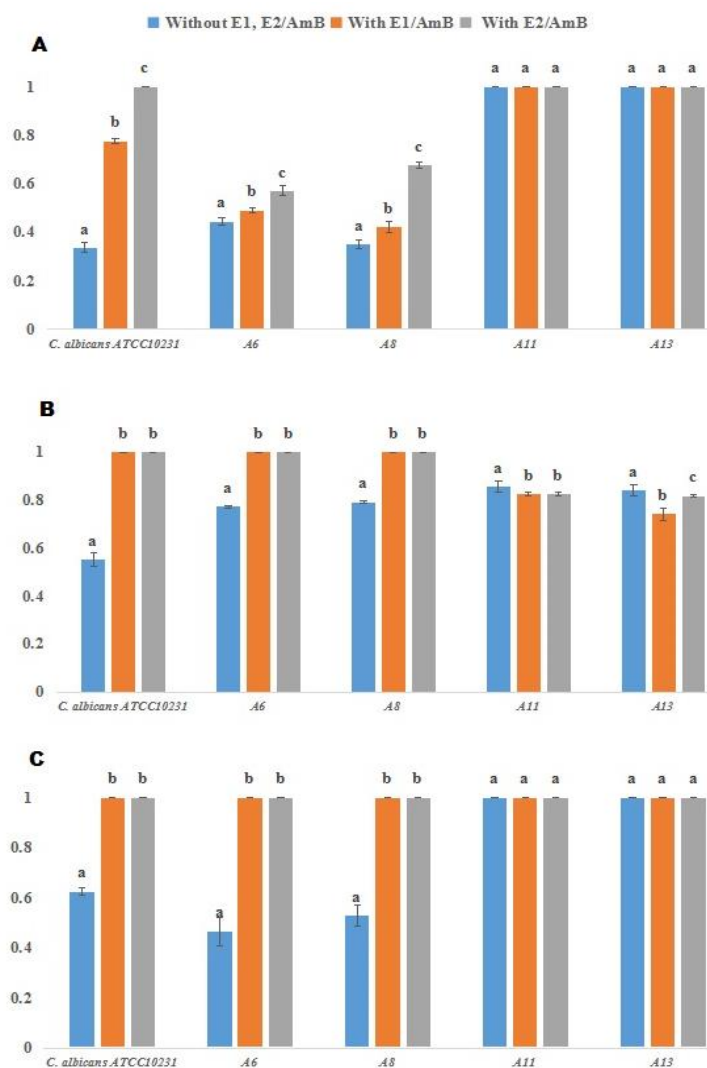 Without E1, E2/AmB With E1/AmB With E2/AmB
A
c
a a a a a a
1
b
0.8
c
c
0.6
b
a
b
a
a
0.4
0.2
0
C. albicans ATCC10231 A6 A8 A11 A13
B
b b b b b b
1
a b b a c
a a b
0.8
a
0.6
0.4
0.2
0
C. albicans ATCC10231 A6 A8 A11 A13
C
b b b b b b a a a a a a
1
0.8
a
a
a
0.6
0.4
0.2
0
C. albicans ATCC10231 A6 A8 A11 A13